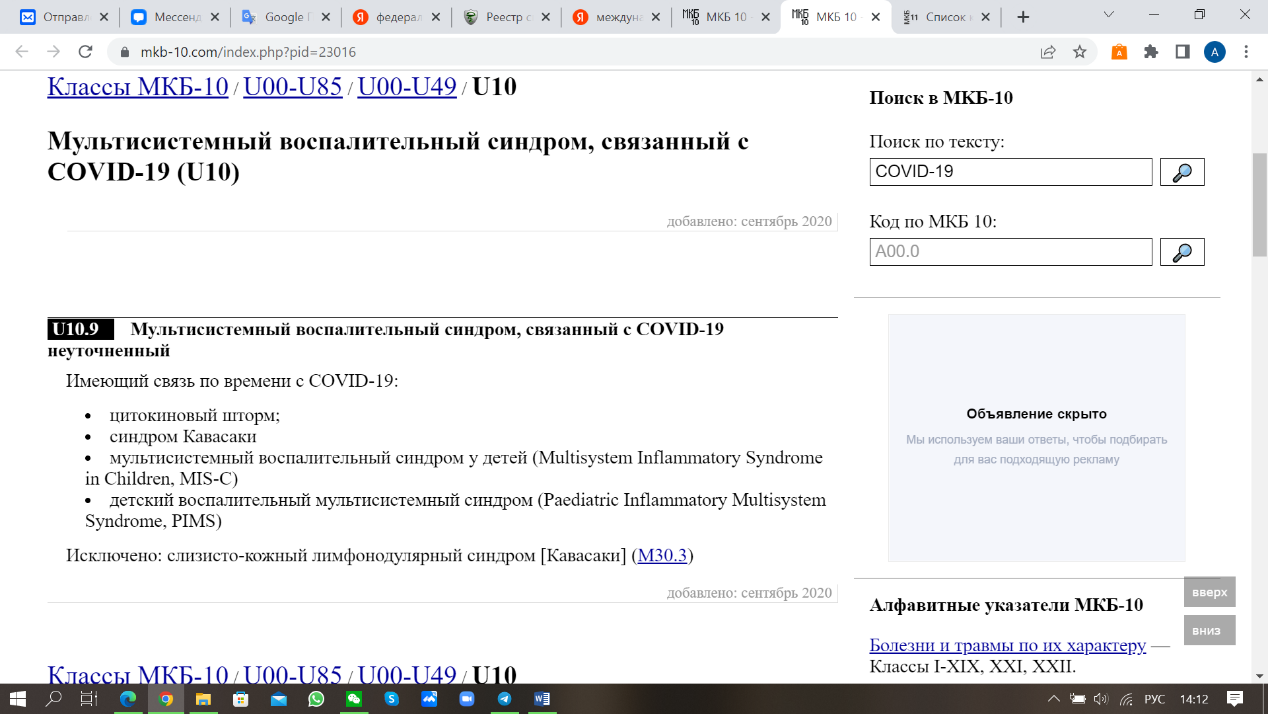 Отправл
Мессенд
Google П
федерал
Реестр са
междуна
МКБ 10
МКБ 10
Список к
mkb-10.com/index.php?pid=23016
A
Классы МКБ-10 / U00-U85 / U00-U49 / U10
Мультисистемный воспалительный синдром, связанный с
COVID-19 (U10)
добавлено: сентябрь 2020
U10.9 Мультисистемный воспалительный синдром, связанный с COVID-19
неуточненный
Имеющий связь по времени с COVID-19:
• цитокиновый шторм;
• синдром Кавасаки
• мультисистемный воспалительный синдром у детей (Multisystem Inflammatory Syndrome
in Children, MIS-C)
• детский воспалительный мультисистемный синдром (Paediatric Inflammatory Multisystem
Syndrome, PIMS)
Исключено: слизисто-кожный лимфонодулярный синдром [Кавасаки] (M30.3)
добавлено: сентябрь 2020
Классы МКБ-10 / U00-U85 / U00-U49 / U10
Поиск в МКБ-10
Поиск по тексту:
COVID-19
Код по МКБ 10:
A00.0
Объявление скрыто
Мы используем ваши ответы, чтобы подбирать
для вас подходящую рекламу
Алфавитные указатели МКБ-10
Болезни и травмы по их характеру —
Классы I-XIX, XXI, XXII.
вверх
вниз
РУС
14:12